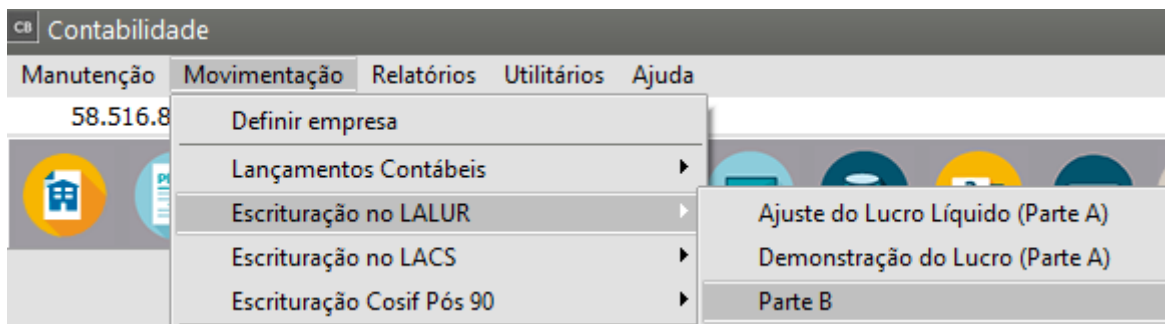 CB Contabilidade
Manutenção Movimentação Relatórios Utilitários Ajuda
58.516.8
Definir empresa
Lançamentos Contábeis
Escrituração no LALUR
Escrituração no LACS
Escrituração Cosif Pós 90
Ajuste do Lucro Líquido (Parte A)
Demonstração do Lucro (Parte A)
Parte B